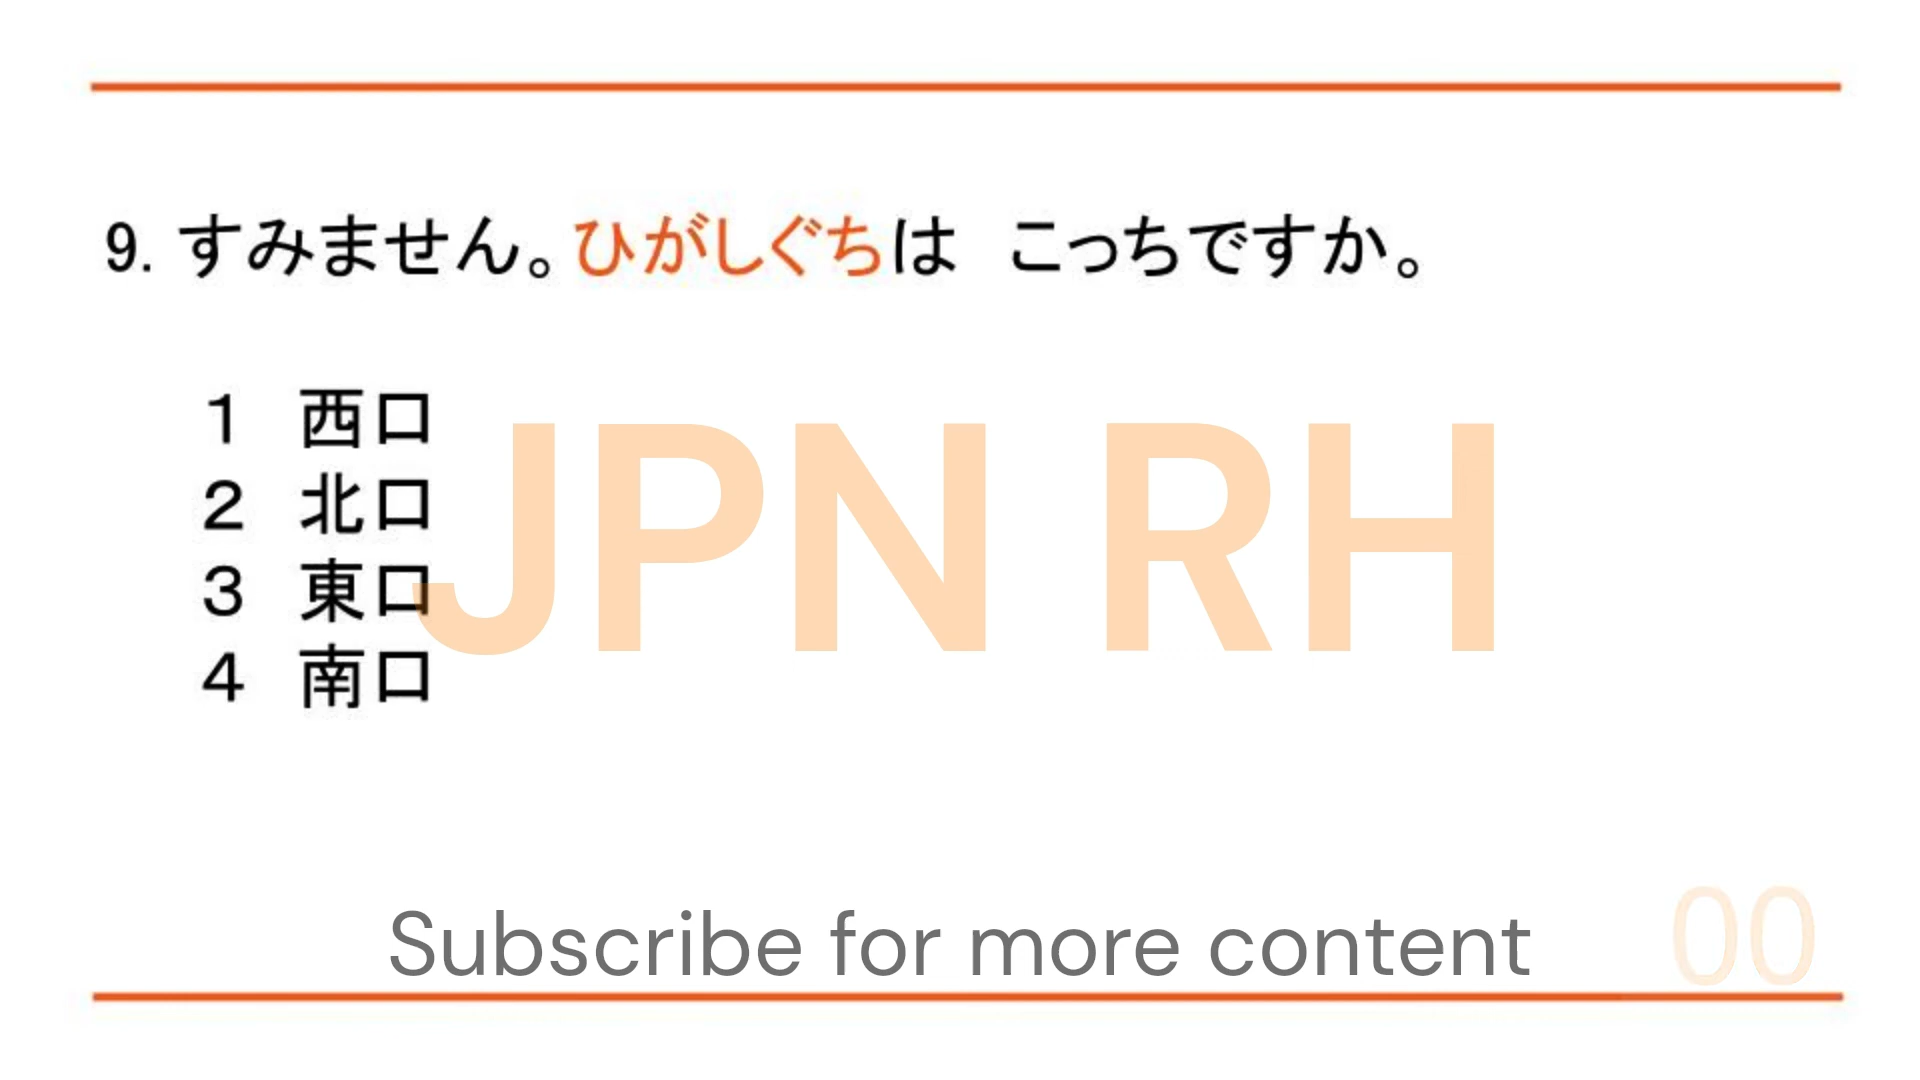 9. すみません。ひがしぐちは こっちですか。
1 西口
2 北口
3 東口
4 南口
JPN RH
Subscribe for more content
00